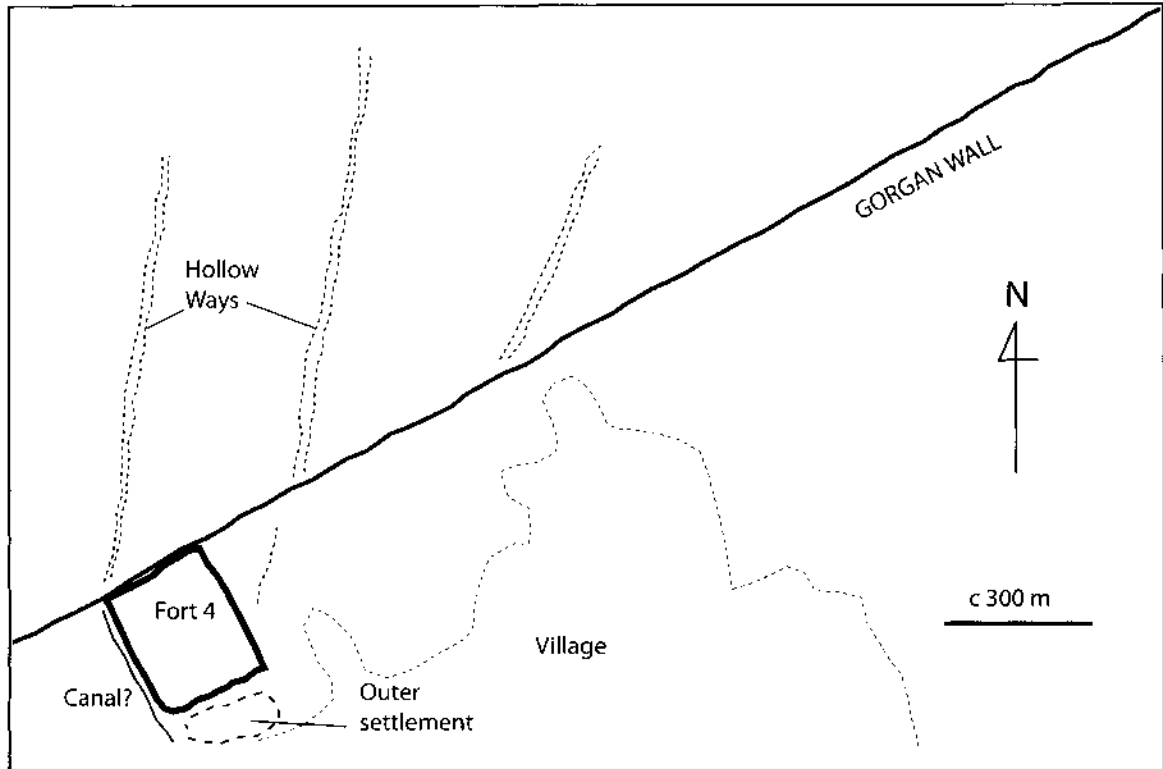 GORGAN WALL
Hollow
Ways
N
Fort 4
c 300 m
Village
Canal?
Outer
settlement